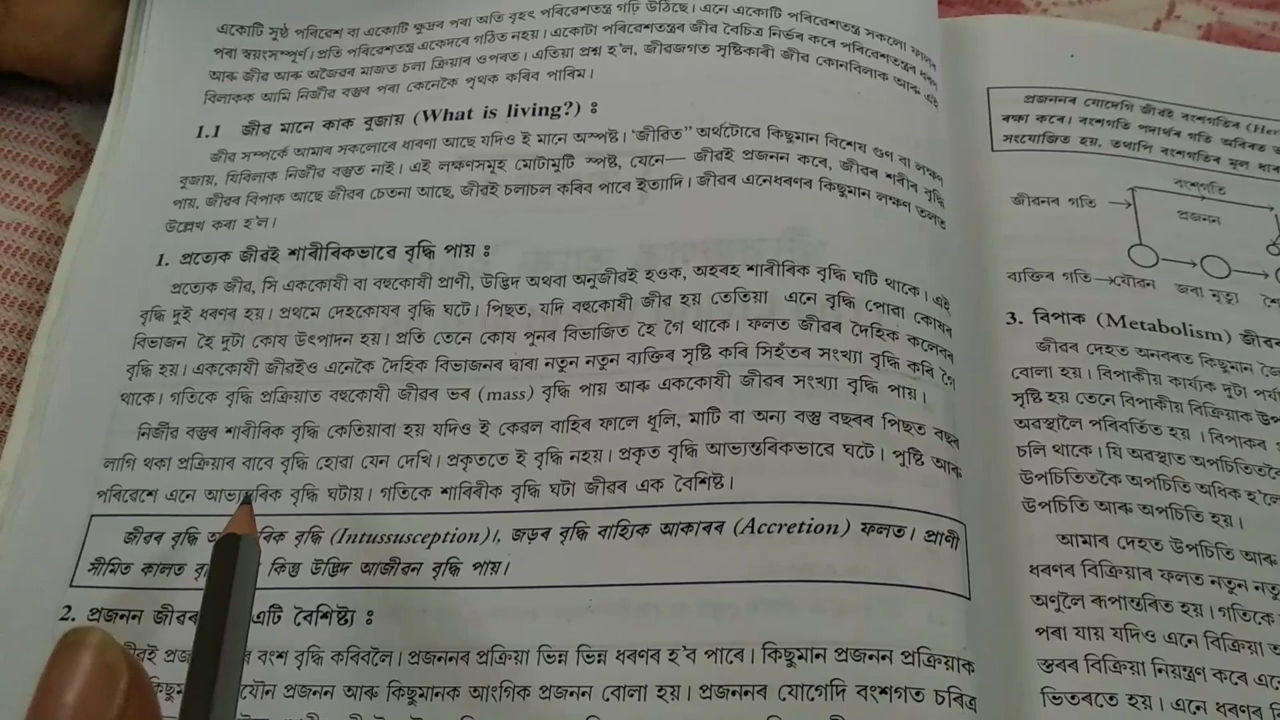 একোটি সুষ্ঠ পৰিবেশ বা একোটি ক্ষুদ্ৰৰ পৰা অতি বৃহৎ পৰিবেশতন্ত্ৰ গঢ়ি উঠিছে। এনে একোটি পৰিবেশতন্ত্ৰ সকলো
পৰা স্বয়ংসম্পূৰ্ণ। প্ৰতি পৰিবেশতন্ত্ৰ একেদৰে গঠিত নহয়। একোটা পৰিবেশতন্ত্ৰৰ জীৱ বৈচিত্ৰ নিৰ্ভৰ কৰে পৰিবেশতন্ত্ৰৰ
আৰু জীৱ আৰু অজৈৱৰ মাজত চলা ক্ৰিয়াৰ ওপৰত। এতিয়া প্ৰশ্ন হ'ল, জীৱজগত সৃষ্টিকাৰী জীৱ কোনবিলাক আৰু এই
বিলাকক আমি নিৰ্জীৱ বস্তুৰ পৰা কেনেকৈ পৃথক কৰিব পাৰিম।
1.1 জীৱ মানে কাক বুজায় (What is living?) ঃ
জীৱ সম্পৰ্কে আমাৰ সকলোৰে ধাৰণা আছে যদিও ই মানে অস্পষ্ট। 'জীৱিত" অৰ্থটোৱে কিছুমান বিশেষ গুণ বা লক্ষণ
বুজায়, যিবিলাক নিৰ্জীৱ বস্তুত নাই। এই লক্ষণসমূহ মোটামুটি স্পষ্ট, যেনে— জীৱই প্ৰজনন কৰে, জীৱৰ শৰীৰ বৃদ্ধি
পায়, জীৱৰ বিপাক আছে জীৱৰ চেতনা আছে, জীৱই চলাচল কৰিব পাৰে ইত্যাদি। জীৱৰ এনেধৰণৰ কিছুমান লক্ষণ তলত
উল্লেখ কৰা হ'ল।
1. প্ৰত্যেক জীৱই শাৰীৰিকভাৱে বৃদ্ধি পায় ঃ
প্ৰত্যেক জীৱ, সি এককোষী বা বহুকোষী প্ৰাণী, উদ্ভিদ অথবা অনুজীৱই হওক, অহৰহ শাৰীৰিক বৃদ্ধি ঘটি থাকে। এই
বৃদ্ধি দুই ধৰণৰ হয়। প্ৰথমে দেহকোষৰ বৃদ্ধি ঘটে। পিছত, যদি বহুকোষী জীৱ হয় তেতিয়া এনে বৃদ্ধি পোৱা কোষৰ
বিভাজন হৈ দুটা কোষ উৎপাদন হয়। প্ৰতি তেনে কোষ পুনৰ বিভাজিত হৈ গৈ থাকে। ফলত জীৱৰ দৈহিক কলেৱৰ
বৃদ্ধি হয়। এককোষী জীৱইও এনেকৈ দৈহিক বিভাজনৰ দ্বাৰা নতুন নতুন ব্যক্তিৰ সৃষ্টি কৰি সিহঁতৰ সংখ্যা বৃদ্ধি কৰি গৈ
থাকে। গতিকে বৃদ্ধি প্ৰক্ৰিয়াত বহুকোষী জীৱৰ ভৰ (mass) বৃদ্ধি পায় আৰু এককোষী জীৱৰ সংখ্যা বৃদ্ধি পায়।
নিৰ্জীৱ বস্তুৰ শাৰীৰিক বৃদ্ধি কেতিয়াবা হয় যদিও ই কেৱল বাহিৰ ফালে ধূলি, মাটি বা অন্য বস্তু বছৰৰ পিছত বছৰ
লাগি থকা প্ৰক্ৰিয়াৰ বাবে বৃদ্ধি হোৱা যেন দেখি। প্ৰকৃততে ই বৃদ্ধি নহয়। প্ৰকৃত বৃদ্ধি আভ্যন্তৰিকভাৱে ঘটে। পুষ্টি আৰু
পৰিৱেশে এনে বৃদ্ধি ঘটায়। গতিকে শাৰিৰীক বৃদ্ধি ঘটা জীৱৰ এক বৈশিষ্ট।
জীৱৰ বৃদ্ধি বৃদ্ধি (Intussusception)।, জড়ৰ বৃদ্ধি বাহ্যিক আকাৰৰ (Accretion) ফলত। প্ৰাণী
সীমিত কালত কিন্তু উদ্ভিদ আজীৱন বৃদ্ধি পায়।
2. প্ৰজনন জীৱৰ এটি বৈশিষ্ট্য ঃ
বংশ বৃদ্ধি কৰিবলৈ। প্ৰজননৰ প্ৰক্ৰিয়া ভিন্ন ভিন্ন ধৰণৰ হ'ব পাৰে। কিছুমান প্ৰজনন প্ৰক্ৰিয়াক
যৌন প্ৰজনন আৰু কিছুমানক আংগিক প্ৰজনন বোলা হয়। প্ৰজননৰ যোগেদি বংশগত চৰিত্ৰ
প্ৰজননৰ যোগেদি জীৱই বংশগতিৰ
ৰক্ষা কৰে। বংশগতি পদাৰ্থৰ গতি অবিৰত
সংযোজিত হয়, তথাপি বংশগতিৰ মূল
বংশগতি
জীৱনৰ গতি
প্ৰজনন
ব্যক্তিৰ গতি যৌবন জৰা মৃত্যু
3. বিপাক (Metabolism)
জীৱৰ দেহত অনবৰত কিছুমান
বোলা হয়। বিপাকীয় কাৰ্য্যক দুটা
সৃষ্টি হয় তেনে বিপাকীয় বিক্ৰিয়াক
অৱস্থালৈ পৰিবৰ্তিত হয়। বিপাকৰ
চলি থাকে। যি অৱস্থাত
উপচিতিতকৈ অপচিতি অধিক হ'লে
উপচিতি আৰু অপচিতি হয়।
আমাৰ দেহত উপচিতি আৰু
ধৰণৰ বিক্ৰিয়াৰ ফলত নতুন
অণুলৈ ৰূপান্তৰিত হয়। গতিকে
পৰা যায় যদিও এনে বিক্ৰিয়া
স্তৰৰ বিক্ৰিয়া নিয়ন্ত্ৰণ কৰে
ভিতৰতে হয়। এনে ধৰণৰ